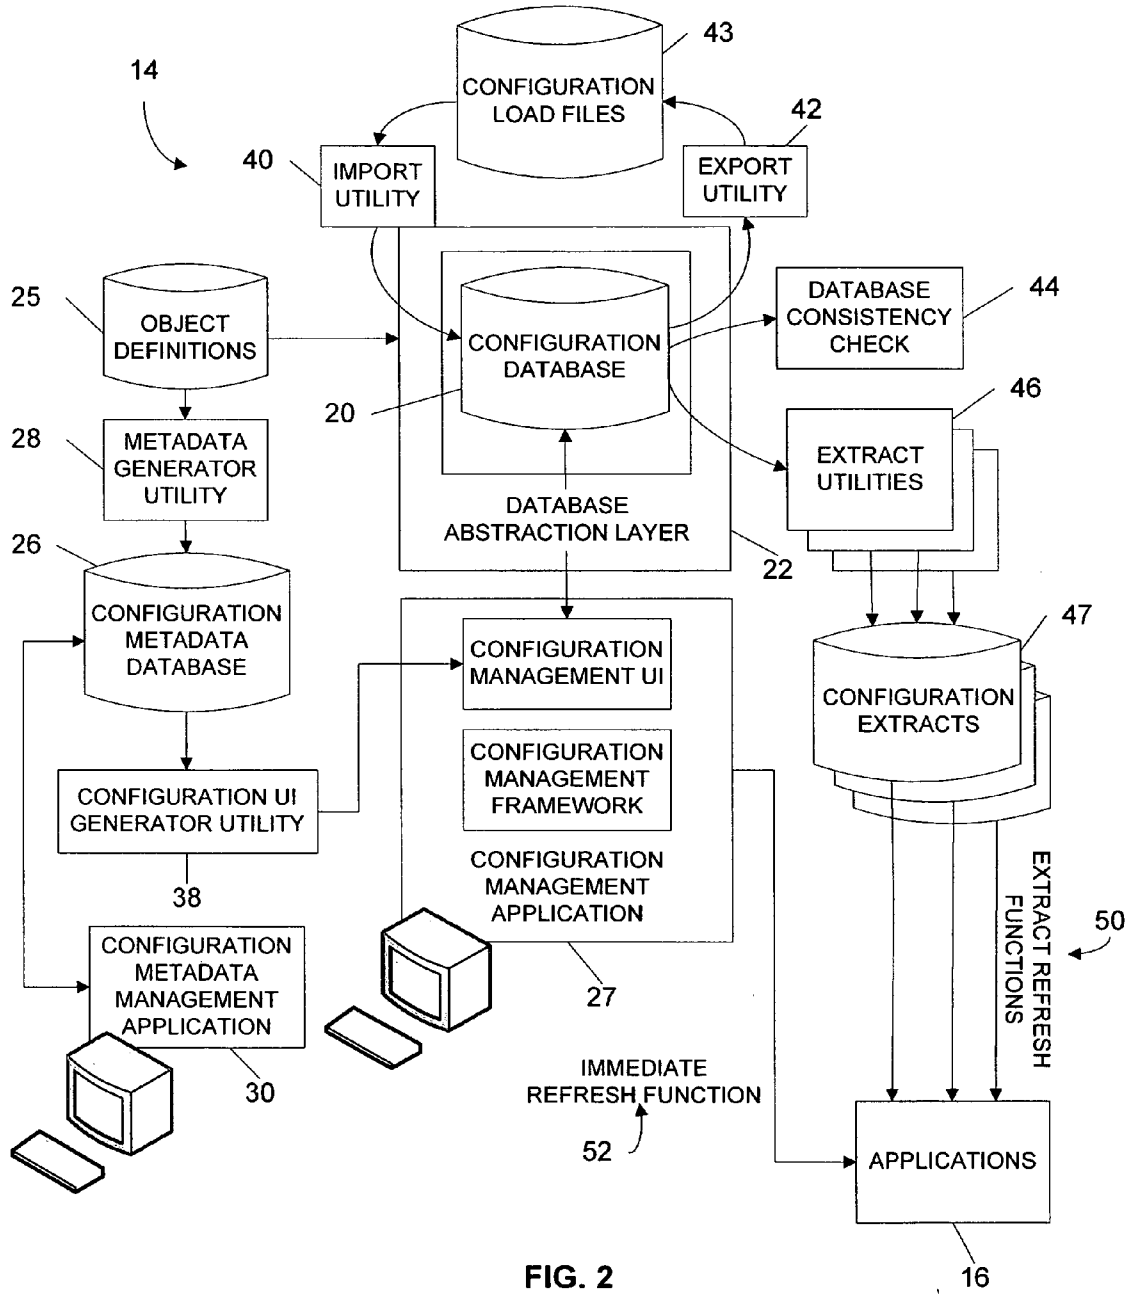 43
CONFIGURATION
LOAD FILES
14
42
40
IMPORT
UTILITY
EXPORT
UTILITY
25
OBJECT
DEFINITIONS
CONFIGURATION
DATABASE
20
DATABASE
CONSISTENCY
CHECK
44
46
28
METADADA
GENERATOR
UTILITY
EXTRACT
UTILITIES
DATABASE
ABSTRACTION LAYER
22
26
CONFIGURATION
METADATA
DATABASE
CONFIGURATION
MANAGEMENT UI
47
CONFIGURATION
EXTRACTS
CONFIGURATION
MANAGEMENT
FRAMEWORK
CONFIGURATION UI
GENERATOR UTILITY
38
CONFIGURATION
MANAGEMENT
APPLICATION
27
EXTRACT REFRESH
FUNCTIONS
50
CONFIGURATION
METADATA
MANAGEMENT
APPLICATION
30
IMMEDIATE
REFRESH FUNCTION
52
APPLICATIONS
16
FIG. 2